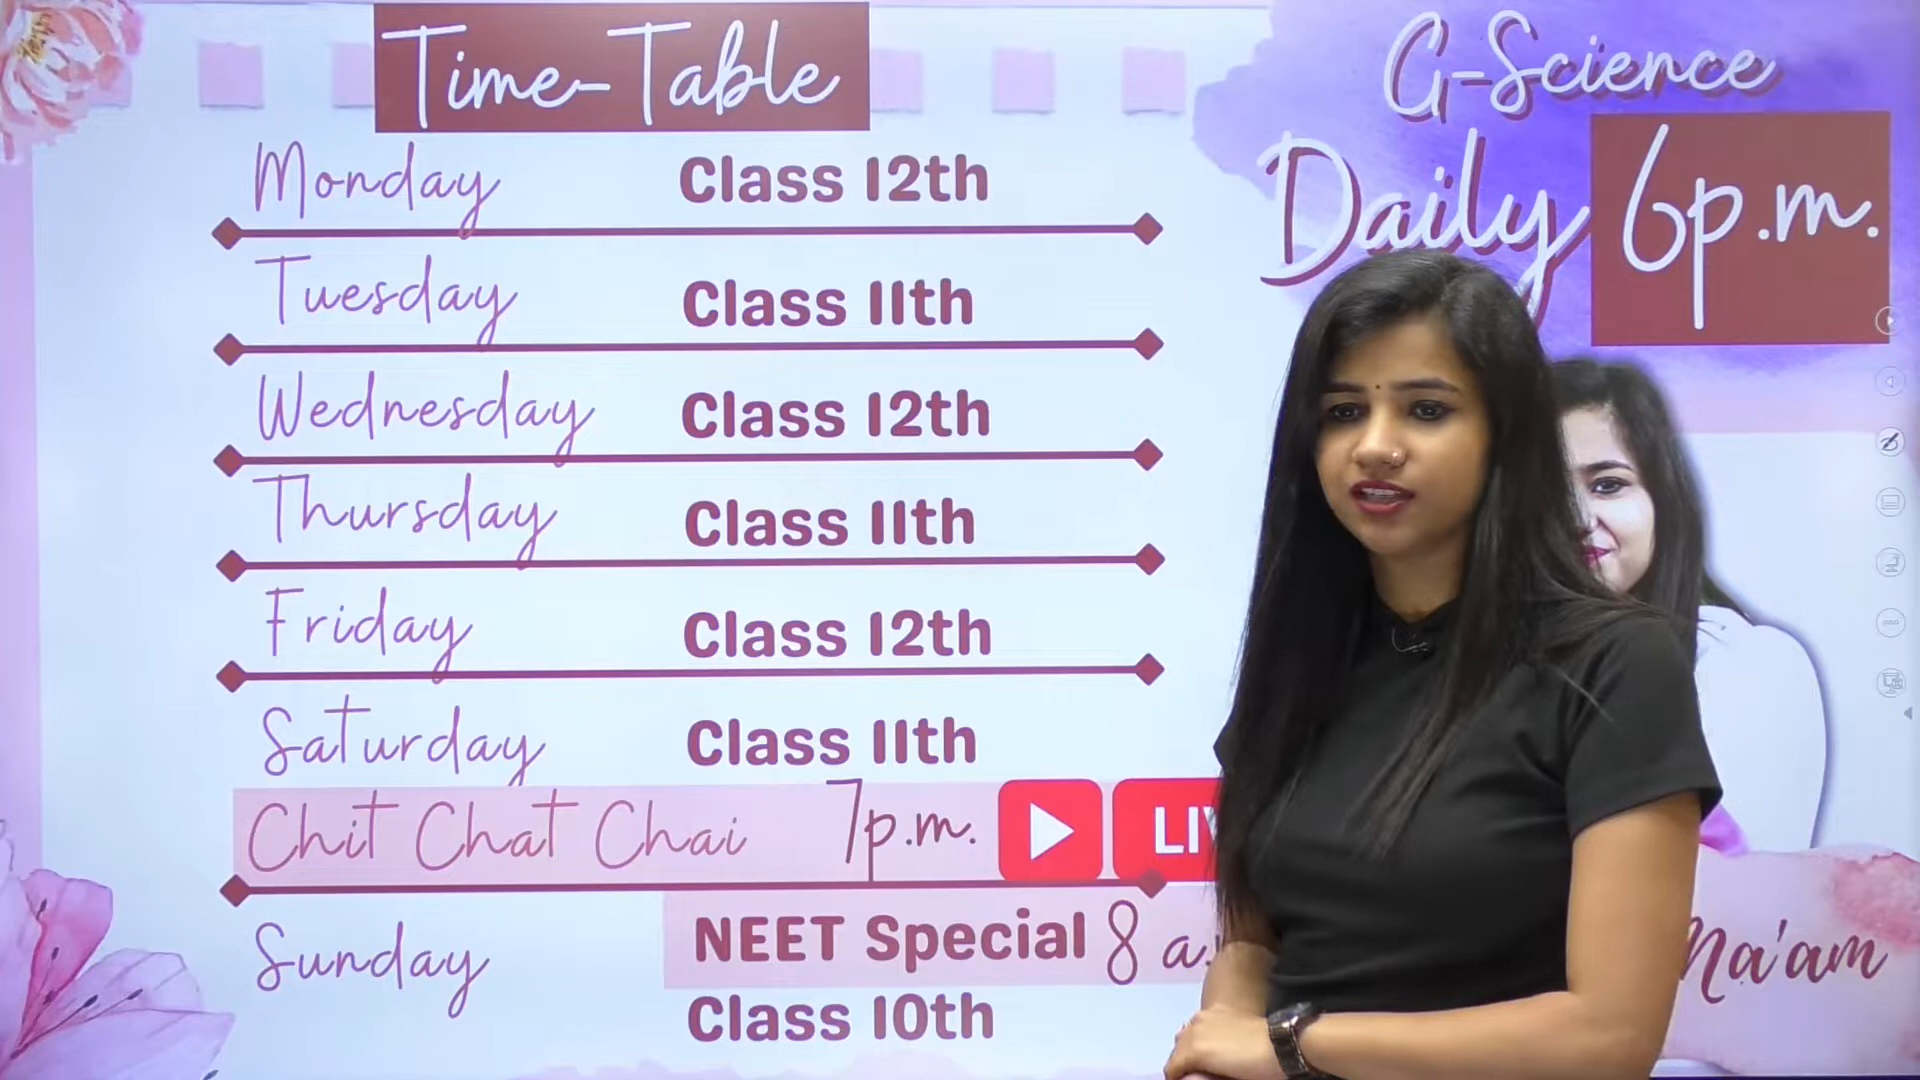 Time-Table
G-Science
Daily 6p.m.
Monday Class 12th
Tuesday Class 11th
Wednesday Class 12th
Thursday Class 11th
Friday Class 12th
Saturday Class 11th
Chit Chat Chai 7p.m.
Sunday NEET Special 8
Class 10th
Ma'am